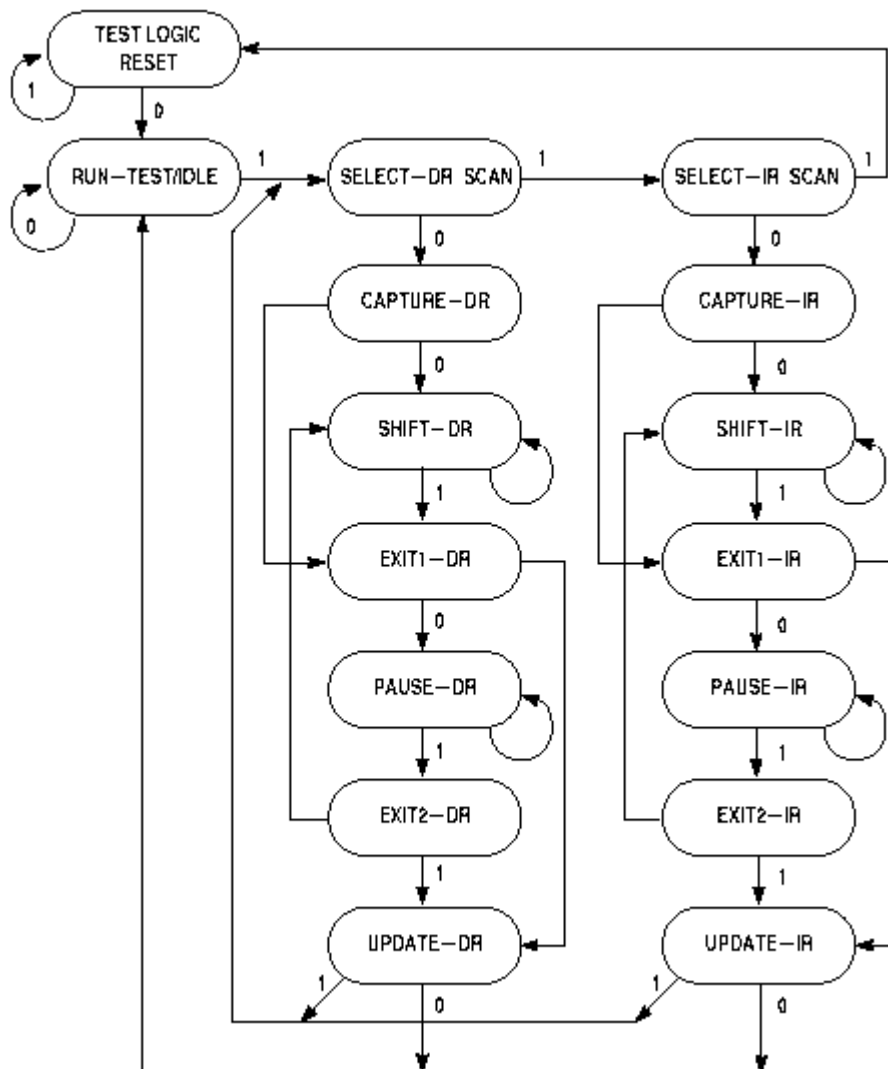 TEST LOGIC
RESET
1
0
RUN-TEST/IDLE
1
SELECT-DR SCAN
1
SELECT-IR SCAN
1
0
0
0
CAPTURE-DR
CAPTURE-IR
0
0
SHIFT-DR
SHIFT-IR
1
1
EXIT1-DR
EXIT1-IR
0
0
PAUSE-DR
PAUSE-IR
1
1
EXIT2-DR
EXIT2-IR
1
1
UPDATE-DR
UPDATE-IR
1
0
1
0